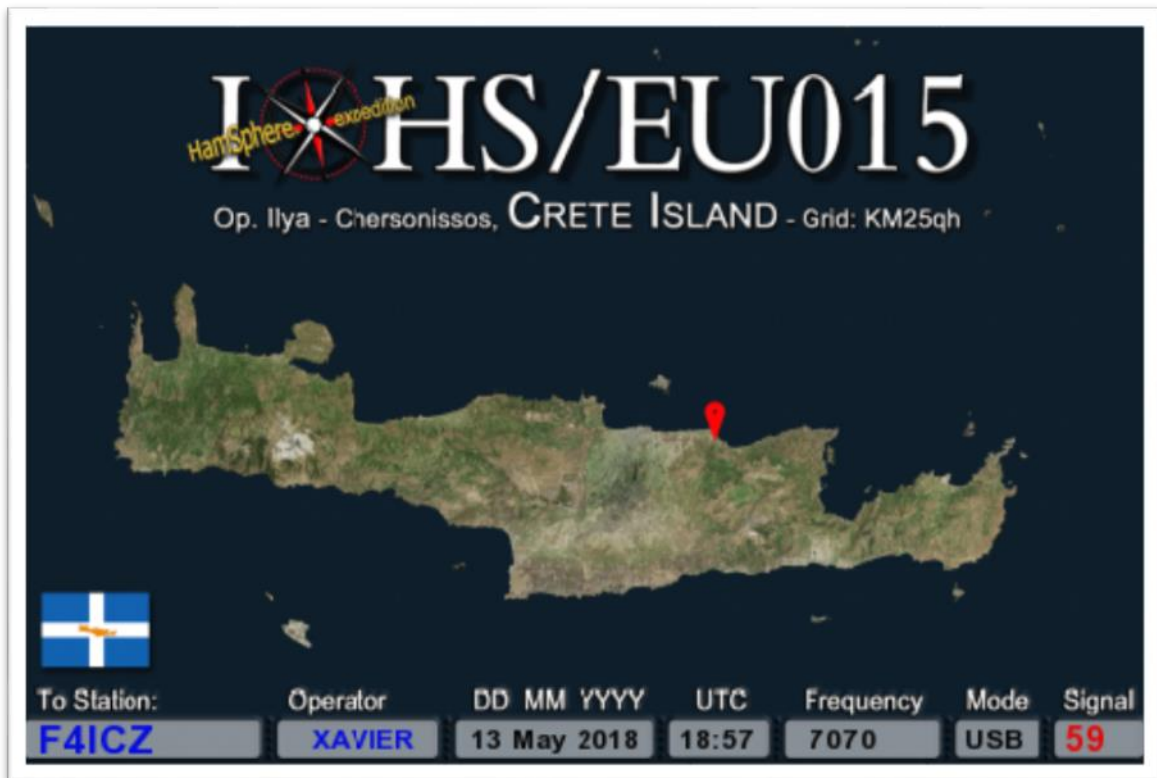 I0HS/EU015
HamSphere expedition
Op. Ilya - Chersonissos, CRETE ISLAND - Grid: KM25qh
To Station: Operator DD MM YYYY UTC Frequency Mode Signal
F4ICZ XAVIER 13 May 2018 18:57 7070 USB 59